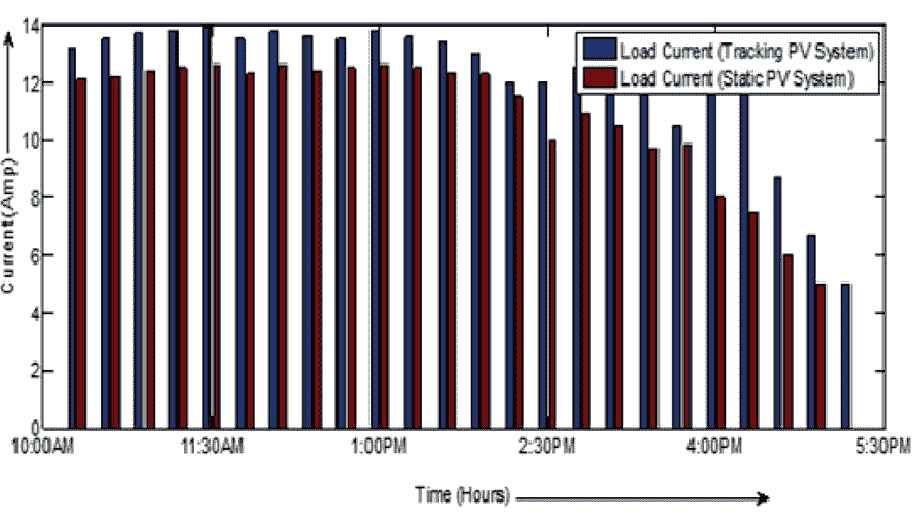 14
12
10
8
6
4
2
0
Current (Amp)
Load Current (Tracking PV System)
Load Current (Static PV System)
10:00AM 11:30AM 1:00PM 2:30PM 4:00PM 5:30PM
Time (Hours)